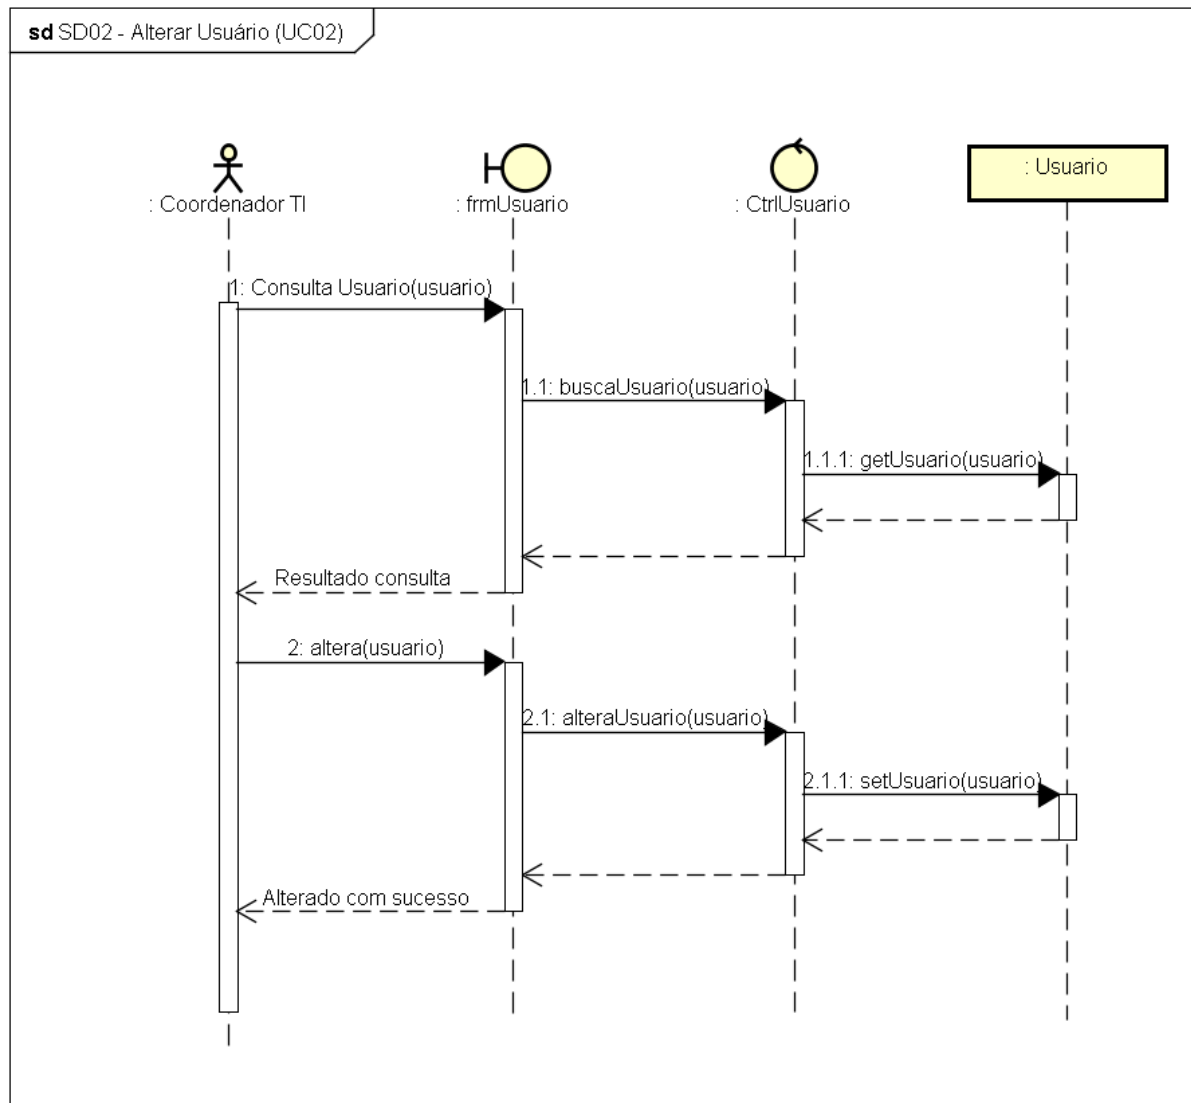 sd SD02 - Alterar Usuário (UC02)
: Coordenador TI
: frmUsuario
: CtrlUsuario
: Usuario
1: Consulta Usuario(usuario)
1.1: buscaUsuario(usuario)
1.1.1: getUsuario(usuario)
Resultado consulta
2: altera(usuario)
2.1: alteraUsuario(usuario)
2.1.1: setUsuario(usuario)
Alterado com sucesso